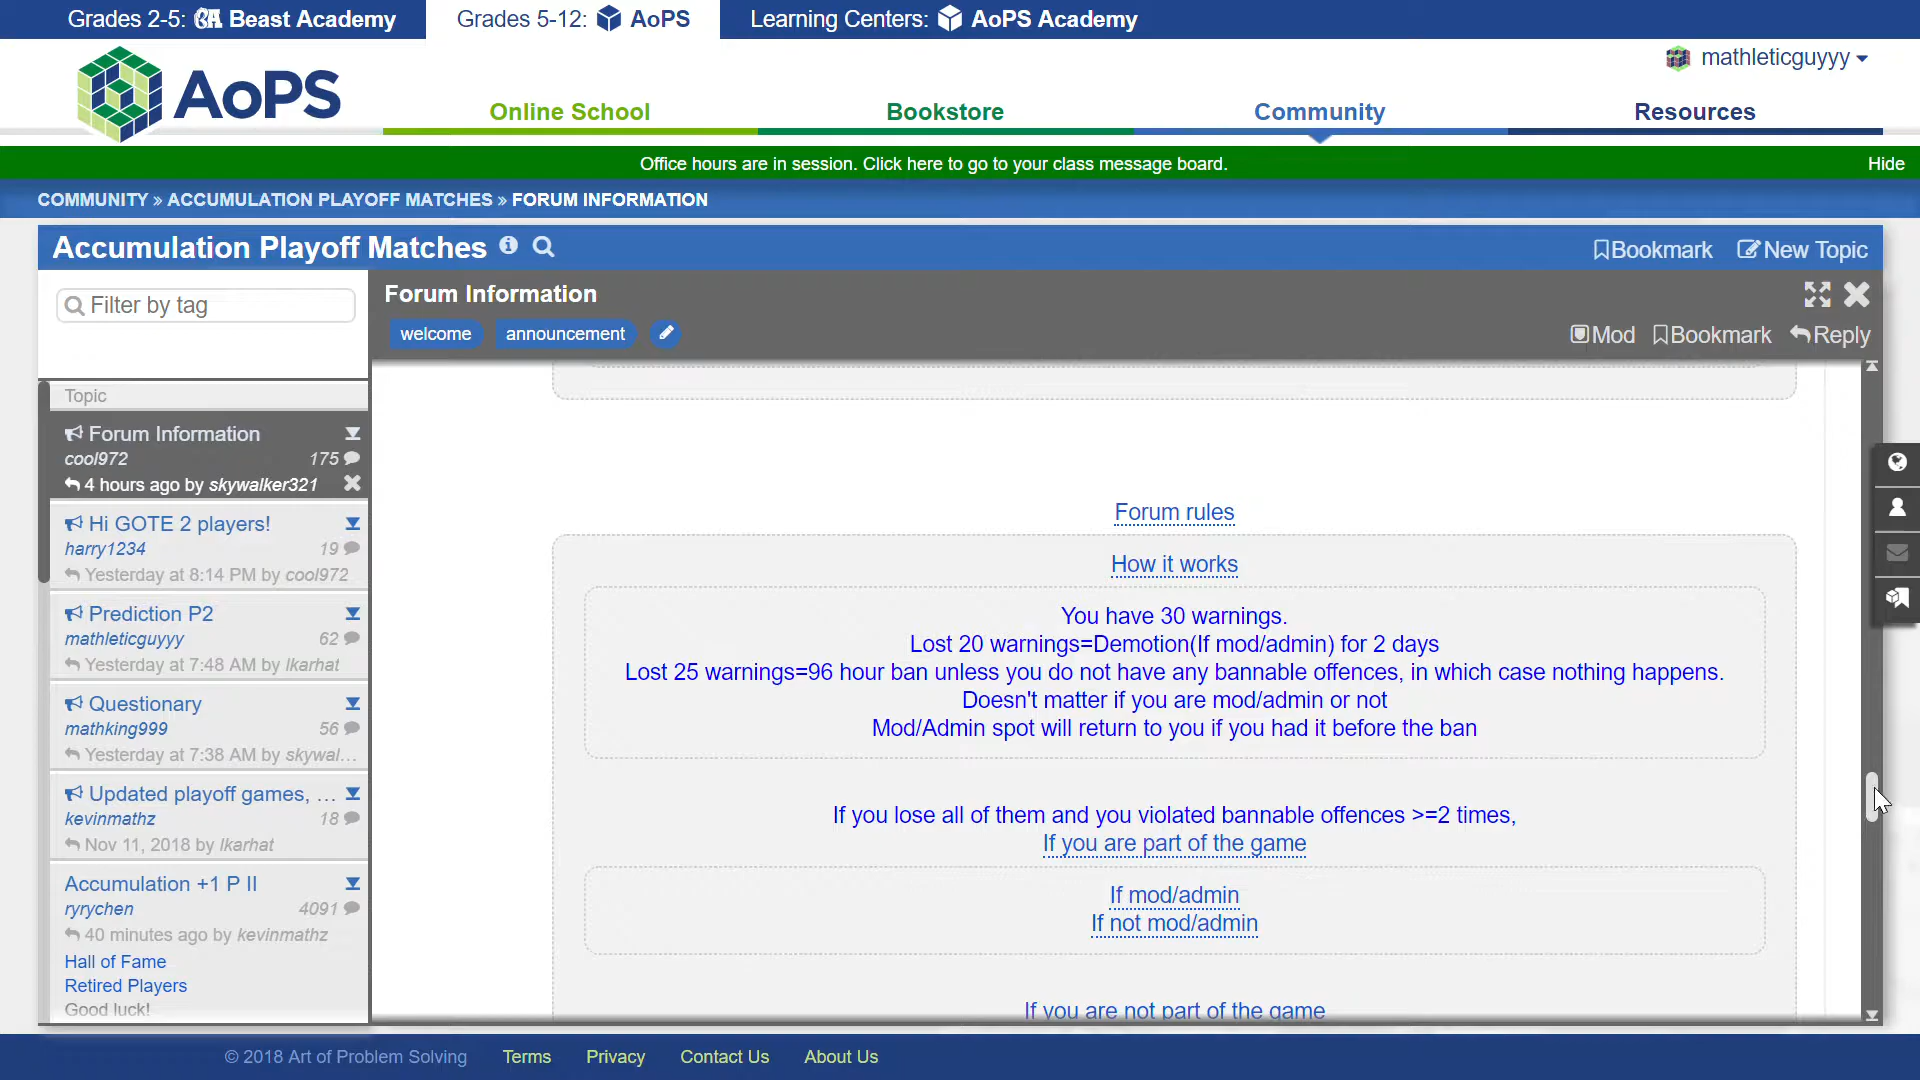 Grades 2-5: BA Beast Academy
Grades 5-12: AoPS
Learning Centers: AoPS Academy
mathleticguyyy
AoPS
Online School
Bookstore
Community
Resources
Office hours are in session. Click here to go to your class message board.
Hide
COMMUNITY » ACCUMULATION PLAYOFF MATCHES » FORUM INFORMATION
Accumulation Playoff Matches
Bookmark
New Topic
Filter by tag
Forum Information
welcome
announcement
Mod
Bookmark
Reply
Topic
Forum Information
cool972
175
4 hours ago by skywalker321
Hi GOTE 2 players!
harry1234
19
Yesterday at 8:14 PM by cool972
Prediction P2
mathleticguyyy
62
Yesterday at 7:48 AM by lkarhat
Questionary
mathking999
56
Yesterday at 7:38 AM by skywal...
Updated playoff games, ...
kevinmathz
18
Nov 11, 2018 by lkarhat
Accumulation +1 P II
ryrychen
4091
40 minutes ago by kevinmathz
Hall of Fame
Retired Players
Good luck!
Forum rules
How it works
You have 30 warnings.
Lost 20 warnings=Demotion(If mod/admin) for 2 days
Lost 25 warnings=96 hour ban unless you do not have any bannable offences, in which case nothing happens.
Doesn't matter if you are mod/admin or not
Mod/Admin spot will return to you if you had it before the ban
If you lose all of them and you violated bannable offences >=2 times,
If you are part of the game
If mod/admin
If not mod/admin
If you are not part of the game
© 2018 Art of Problem Solving
Terms
Privacy
Contact Us
About Us